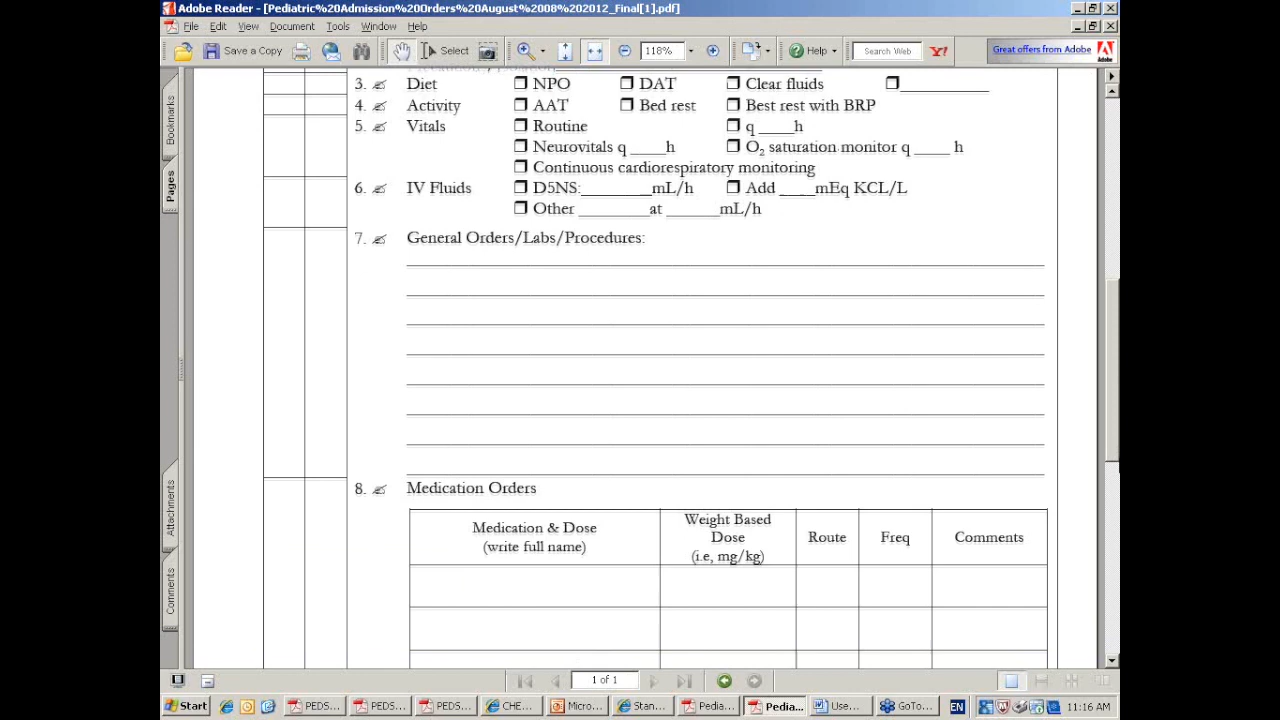 Adobe Reader - [Pediatric%20Admission%20Orders%20August%2008%202012_Final[1].pdf]
File Edit View Document Tools Window Help
Save a Copy Select 118% Help Search Web Y! Great offers from Adobe Adobe
3. Diet NPO DAT Clear fluids ____________
4. Activity AAT Bed rest Best rest with BRP
5. Vitals Routine q ____h
Neurovitals q ____h O₂ saturation monitor q ____ h
Continuous cardiorespiratory monitoring
6. IV Fluids D5NS:________mL/h Add ____mEq KCL/L
Other ________at ______mL/h
7. General Orders/Labs/Procedures:
8. Medication Orders
Medication & Dose (write full name) Weight Based Dose (i.e, mg/kg) Route Freq Comments
Bookmarks
Pages
Attachments
Comments
1 of 1
Start PEDS... PEDS... PEDS... CHE... Micro... Stan... Pedia... Pedia... Use... GoTo... EN 11:16 AM